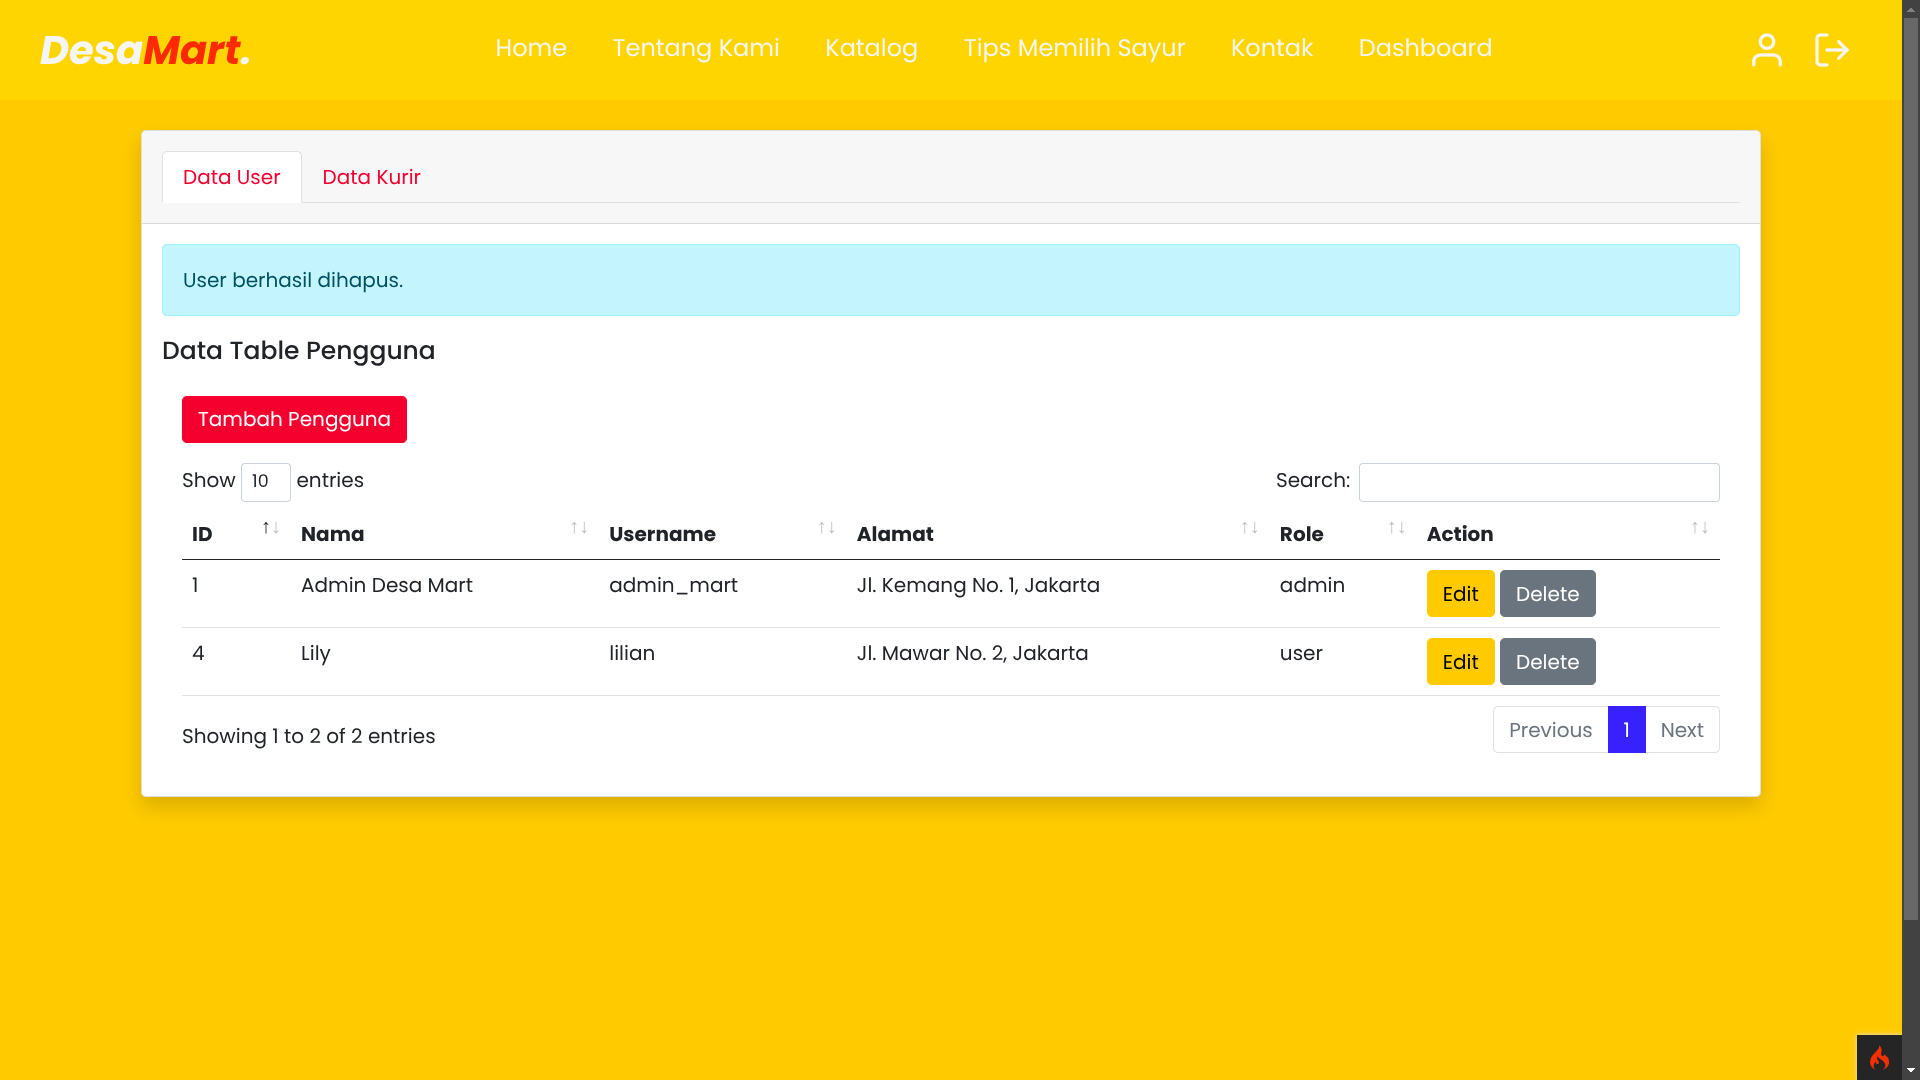 DesaMart.
Home Tentang Kami Katalog Tips Memilih Sayur Kontak Dashboard
Data User Data Kurir
User berhasil dihapus.
Data Table Pengguna
Tambah Pengguna
Show 10 entries Search:
ID Nama Username Alamat Role Action
1 Admin Desa Mart admin_mart Jl. Kemang No. 1, Jakarta admin Edit Delete
4 Lily lilian Jl. Mawar No. 2, Jakarta user Edit Delete
Showing 1 to 2 of 2 entries Previous 1 Next